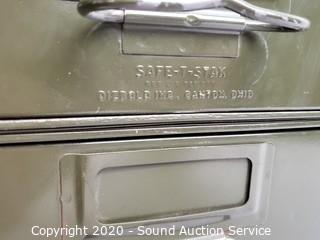 SAFE-T-STAK
DIEBOLD INC. CANTON, OHIO
Copyright 2020 - Sound Auction Service